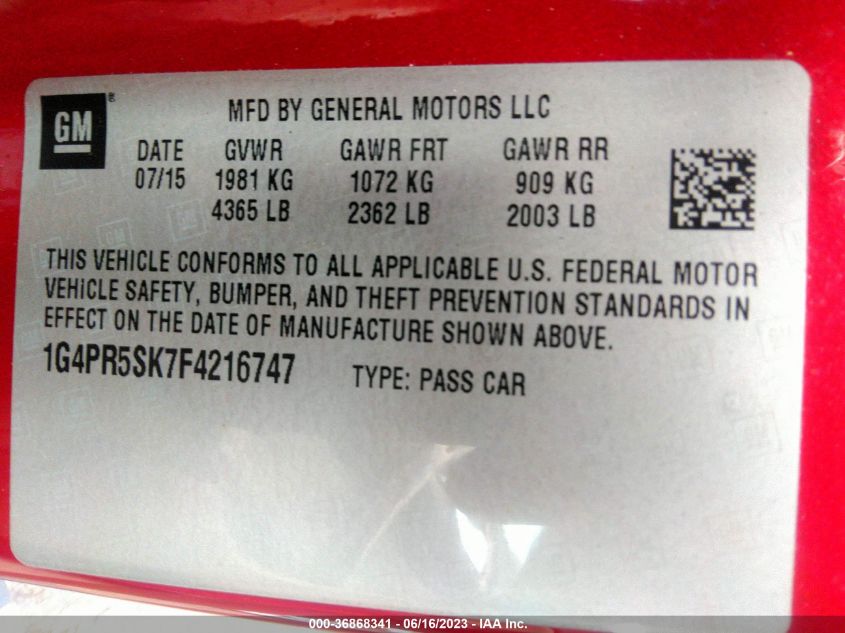 GM ®
MFD BY GENERAL MOTORS LLC
DATE GVWR GAWR FRT GAWR RR
07/15 1981 KG 1072 KG 909 KG
4365 LB 2362 LB 2003 LB
THIS VEHICLE CONFORMS TO ALL APPLICABLE U.S. FEDERAL MOTOR
VEHICLE SAFETY, BUMPER, AND THEFT PREVENTION STANDARDS IN
EFFECT ON THE DATE OF MANUFACTURE SHOWN ABOVE.
1G4PR5SK7F4216747 TYPE: PASS CAR
000-36868341 - 06/16/2023 - IAA Inc.